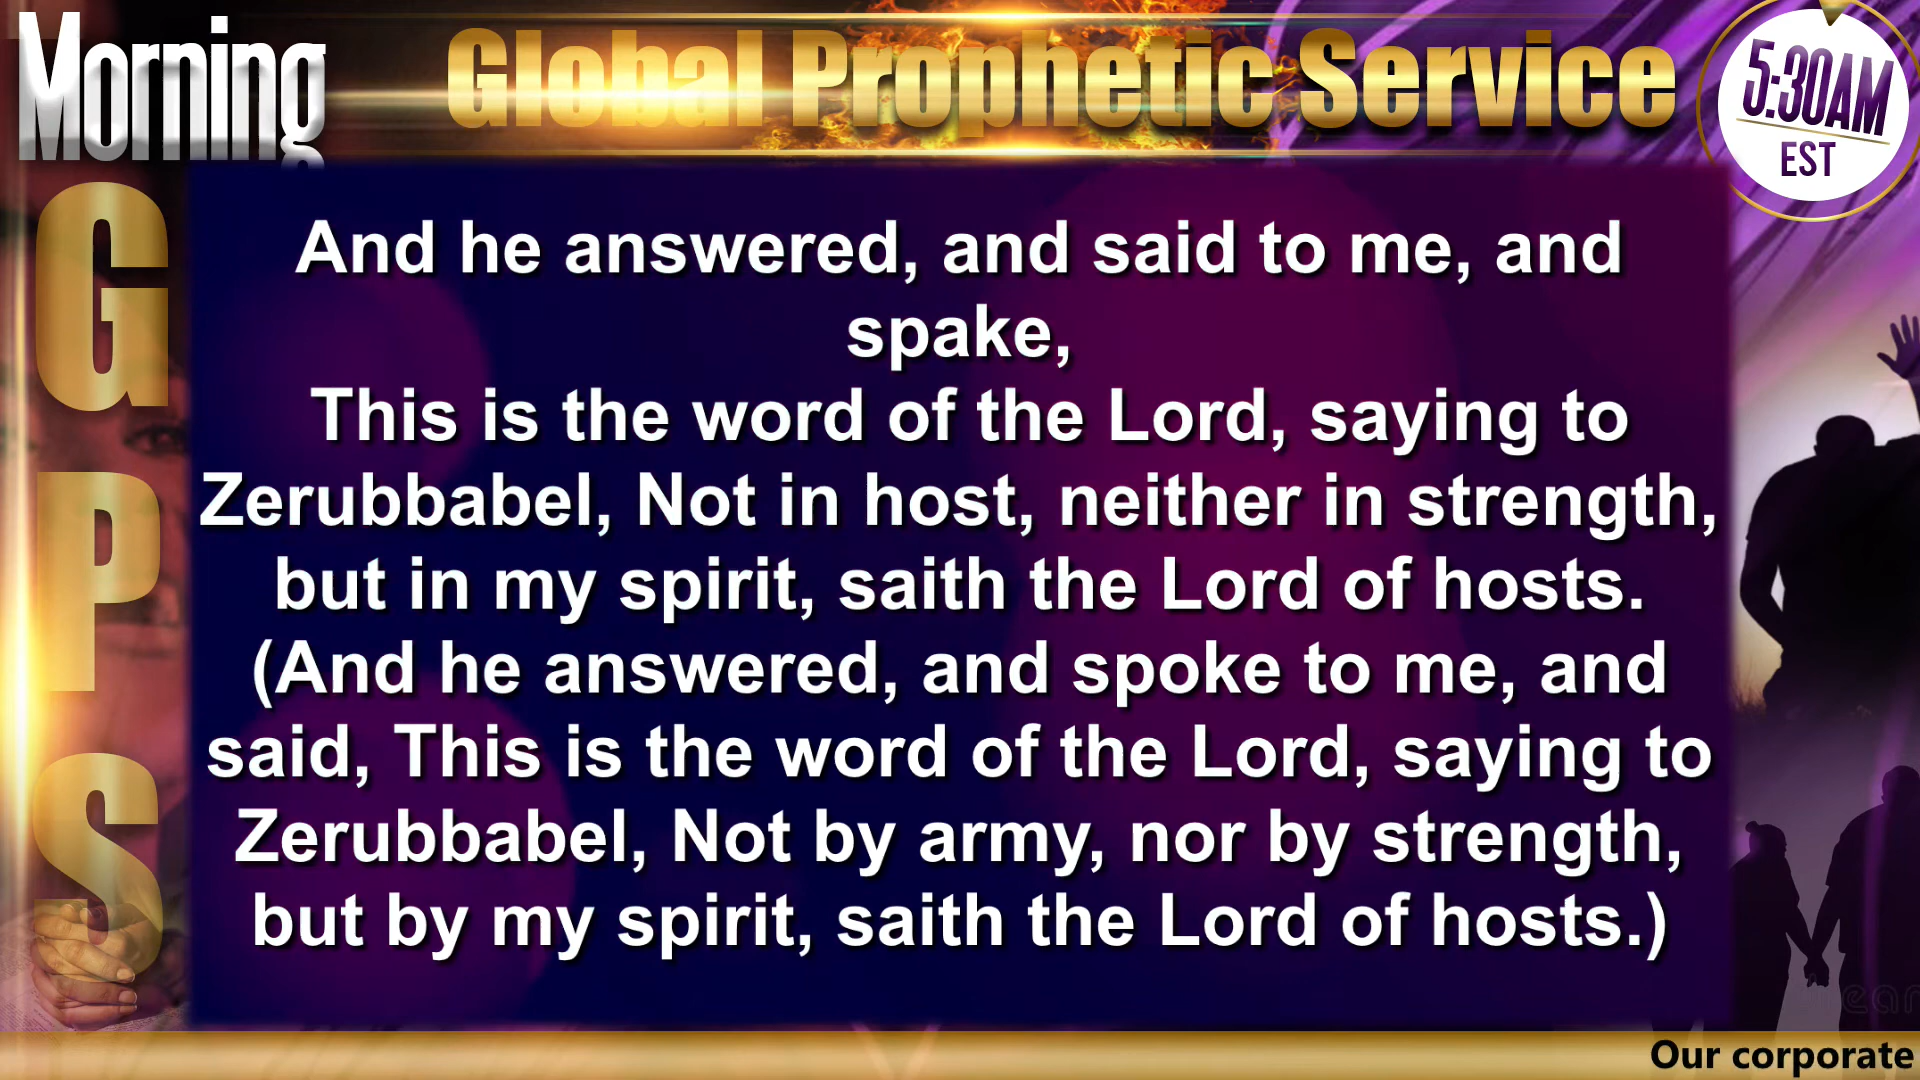 Morning
Global Prophetic Service
5:30AM
EST
G
P
S
And he answered, and said to me, and
spake,
This is the word of the Lord, saying to
Zerubbabel, Not in host, neither in strength,
but in my spirit, saith the Lord of hosts.
(And he answered, and spoke to me, and
said, This is the word of the Lord, saying to
Zerubbabel, Not by army, nor by strength,
but by my spirit, saith the Lord of hosts.)
Our corporate